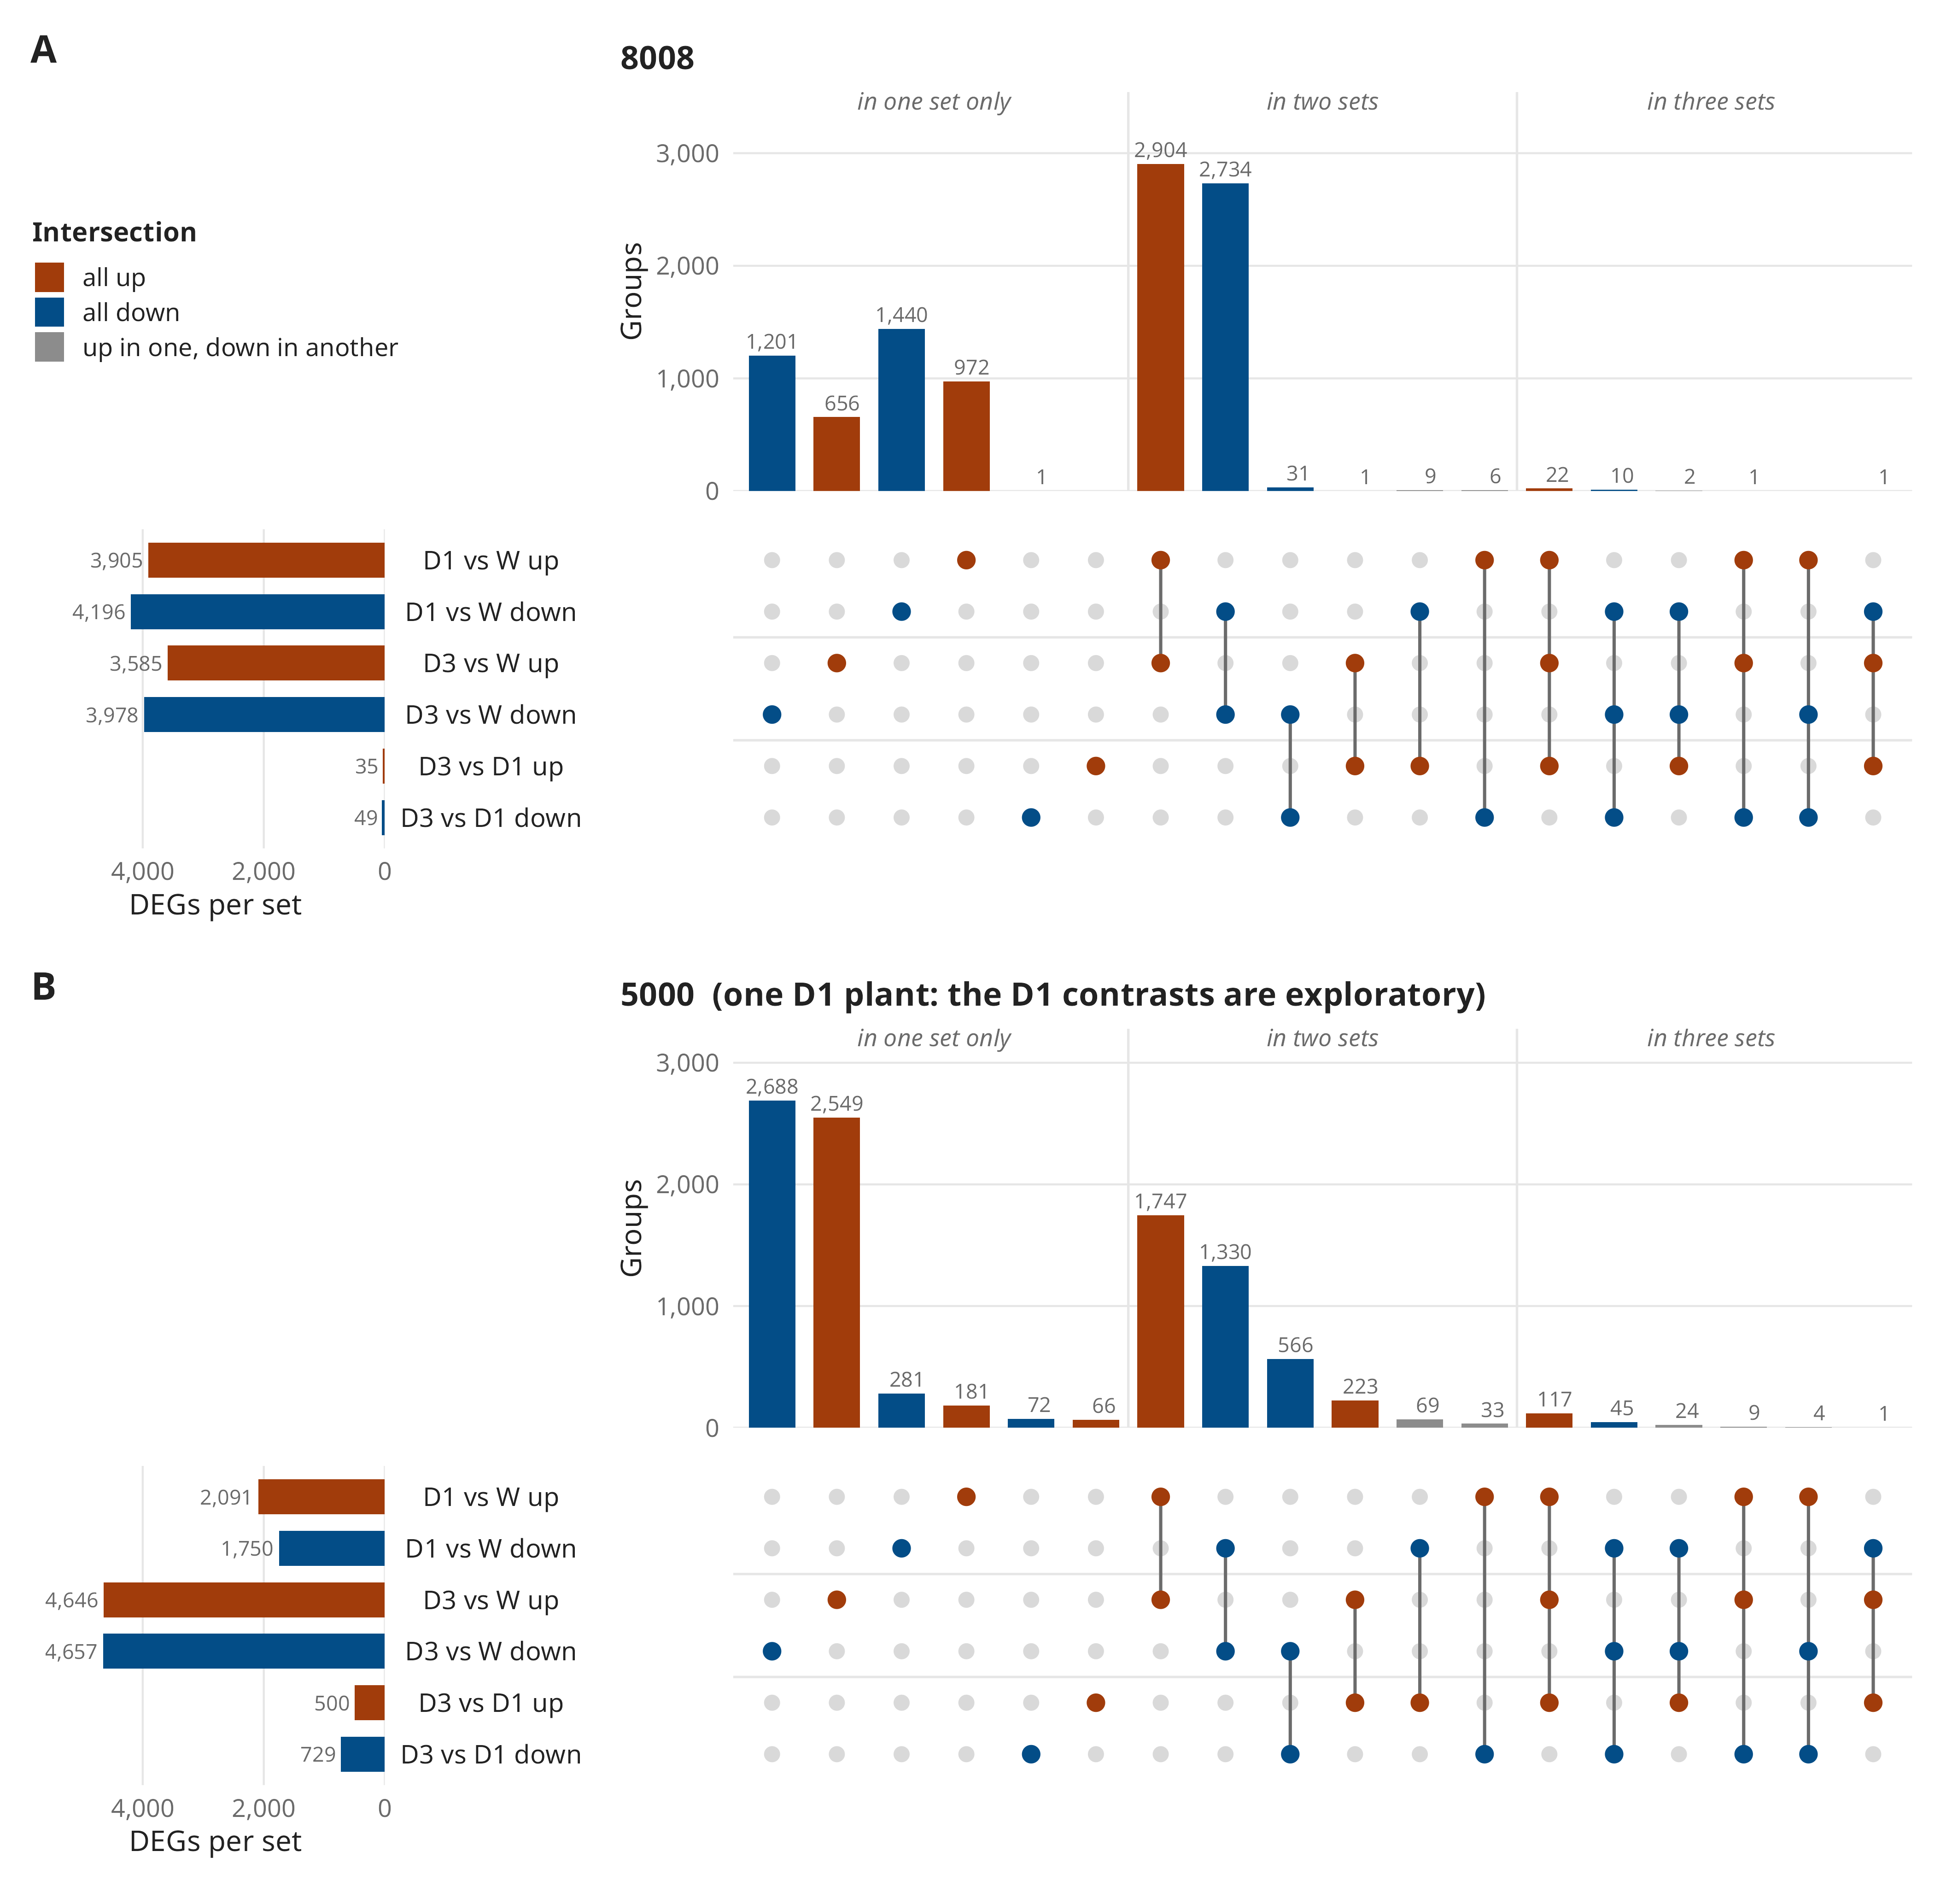 A
8008
in one set only in two sets in three sets
Intersection
all up
all down
up in one, down in another
Groups
3,000
2,000
1,000
0
1,201 656 1,440 972 1 2,904 2,734 31 1 9 6 22 10 2 1 1
3,905 D1 vs W up
4,196 D1 vs W down
3,585 D3 vs W up
3,978 D3 vs W down
35 D3 vs D1 up
49 D3 vs D1 down
4,000 2,000 0
DEGs per set
B
5000 (one D1 plant: the D1 contrasts are exploratory)
in one set only in two sets in three sets
Groups
3,000
2,000
1,000
0
2,688 2,549 281 181 72 66 1,747 1,330 566 223 69 33 117 45 24 9 4 1
2,091 D1 vs W up
1,750 D1 vs W down
4,646 D3 vs W up
4,657 D3 vs W down
500 D3 vs D1 up
729 D3 vs D1 down
4,000 2,000 0
DEGs per set